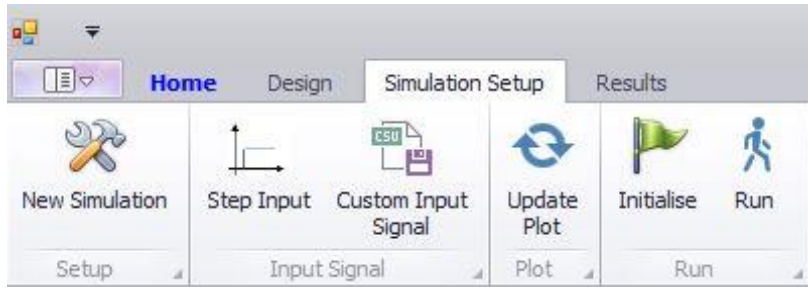 Home Design Simulation Setup Results
CSV
New Simulation Step Input Custom Input Signal Update Plot Initialise Run
Setup Input Signal Plot Run